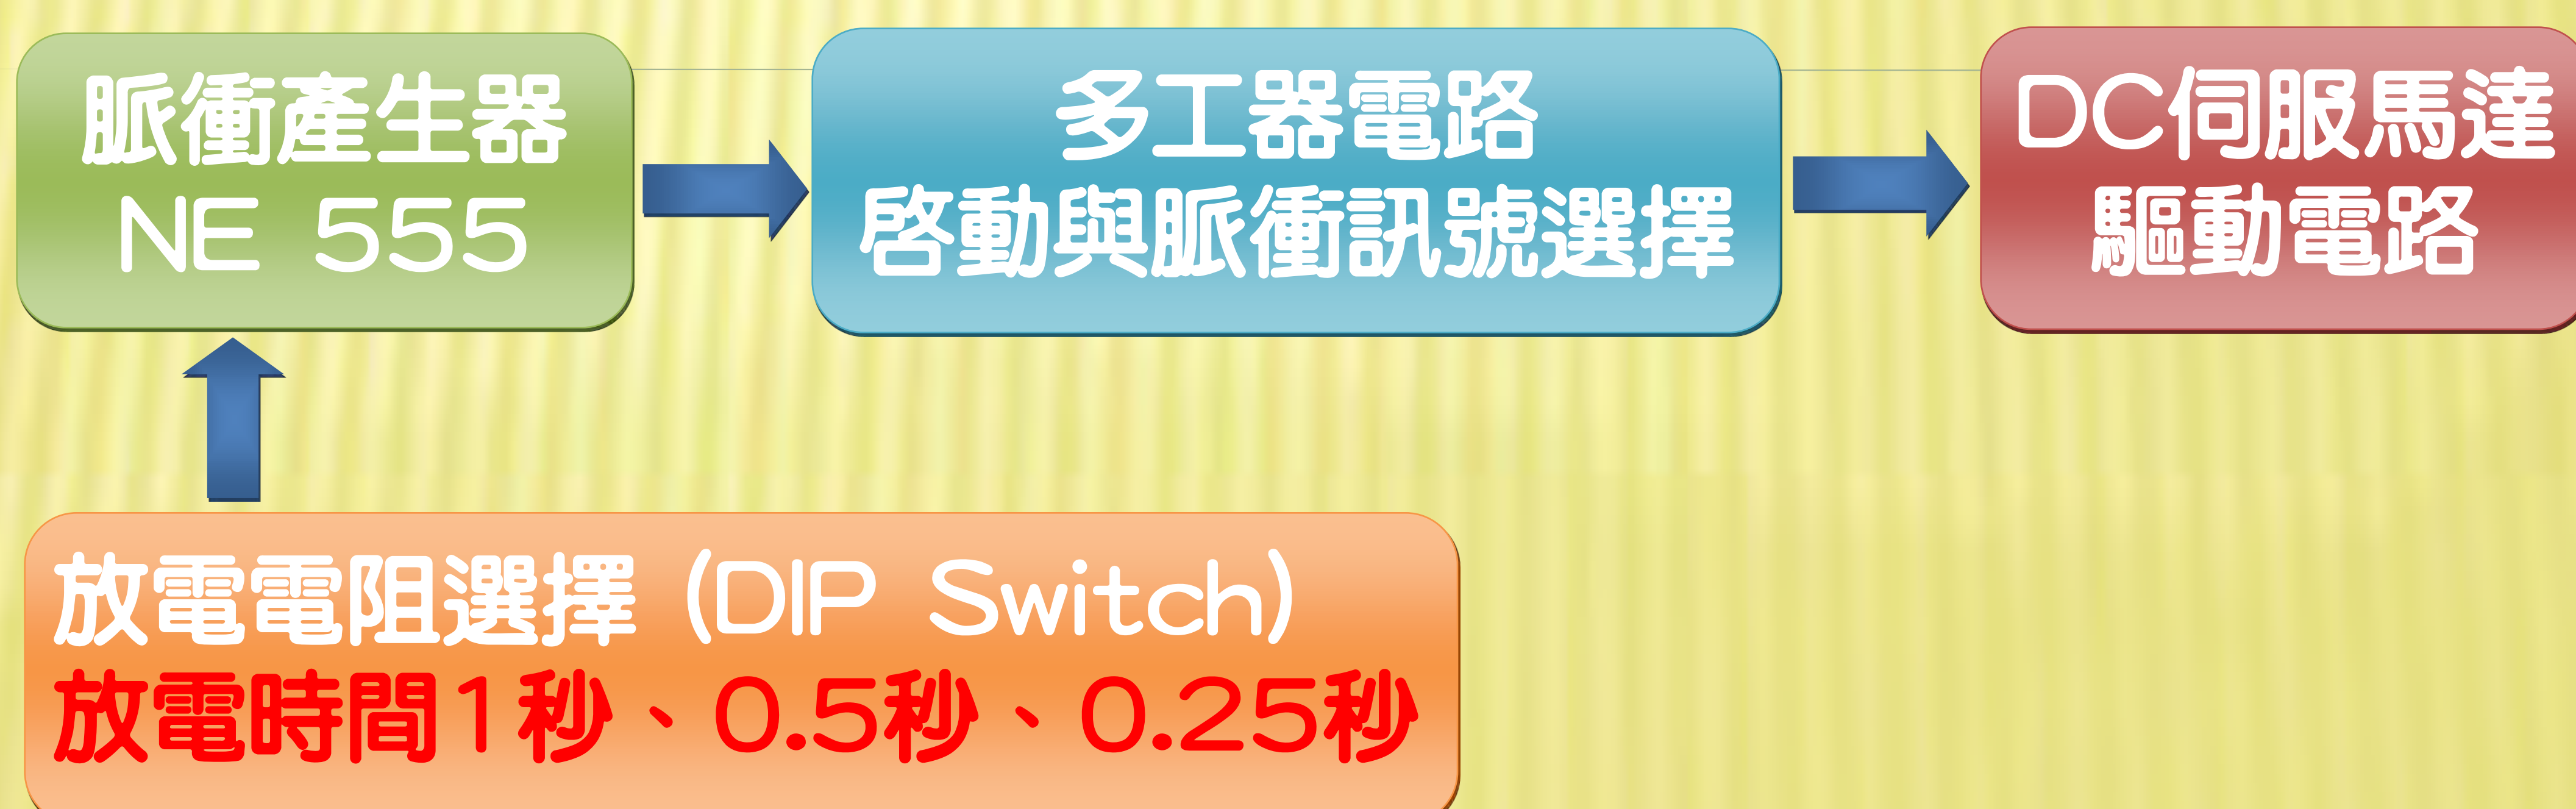 脈衝產生器
NE 555
多工器電路
啓動與脈衝訊號選擇
DC伺服馬達
驅動電路
放電電阻選擇 (DIP Switch)
放電時間1秒、0.5秒、0.25秒